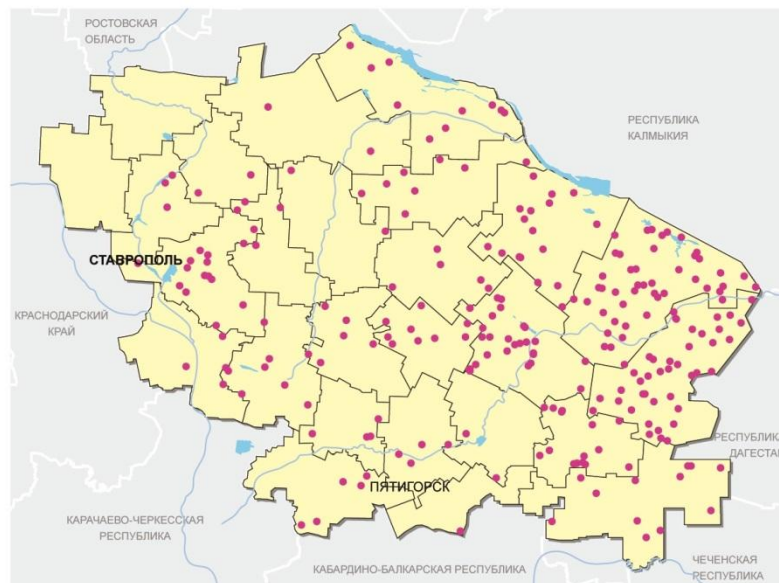 РОСТОВСКАЯ
ОБЛАСТЬ
РЕСПУБЛИКА
КАЛМЫКИЯ
СТАВРОПОЛЬ
КРАСНОДАРСКИЙ
КРАЙ
РЕСПУБЛИКА
ДАГЕСТАН
ПЯТИГОРСК
КАРАЧАЕВО-ЧЕРКЕССКАЯ
РЕСПУБЛИКА
КАБАРДИНО-БАЛКАРСКАЯ РЕСПУБЛИКА
ЧЕЧЕНСКАЯ
РЕСПУБЛИКА